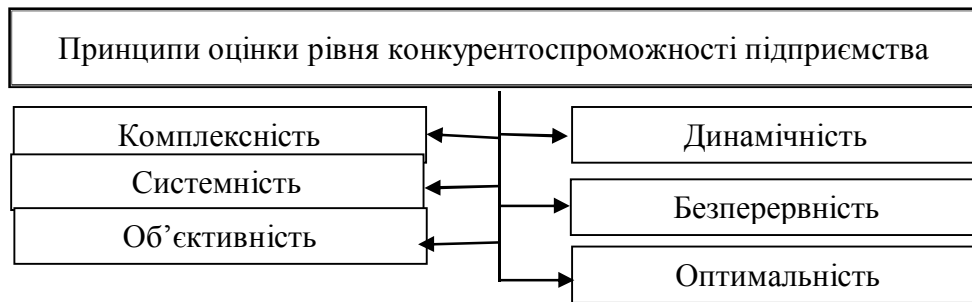 Принципи оцінки рівня конкурентоспроможності підприємства
Комплексність
Системність
Об’єктивність
Динамічність
Безперервність
Оптимальність